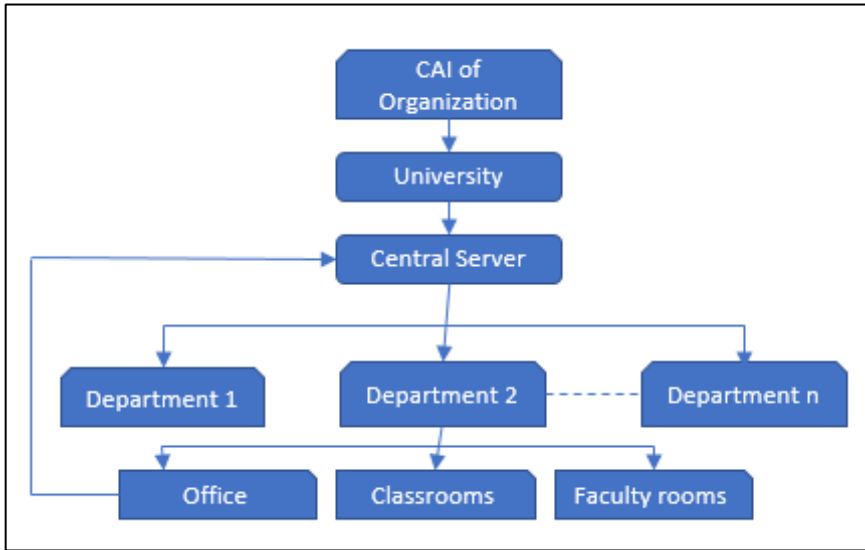 CAI of
Organization
University
Central Server
Department 1
Department 2
Department n
Office
Classrooms
Faculty rooms